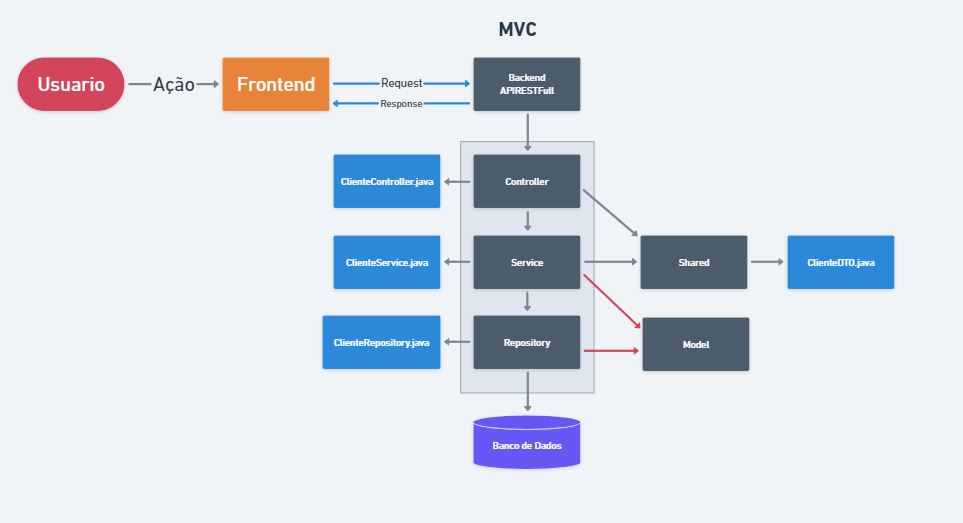 MVC
Usuario
Ação
Frontend
Request
Response
Backend
APIRESTFull
ClienteController.java
Controller
ClienteService.java
Service
Shared
ClienteDTO.java
ClienteRepository.java
Repository
Model
Banco de Dados